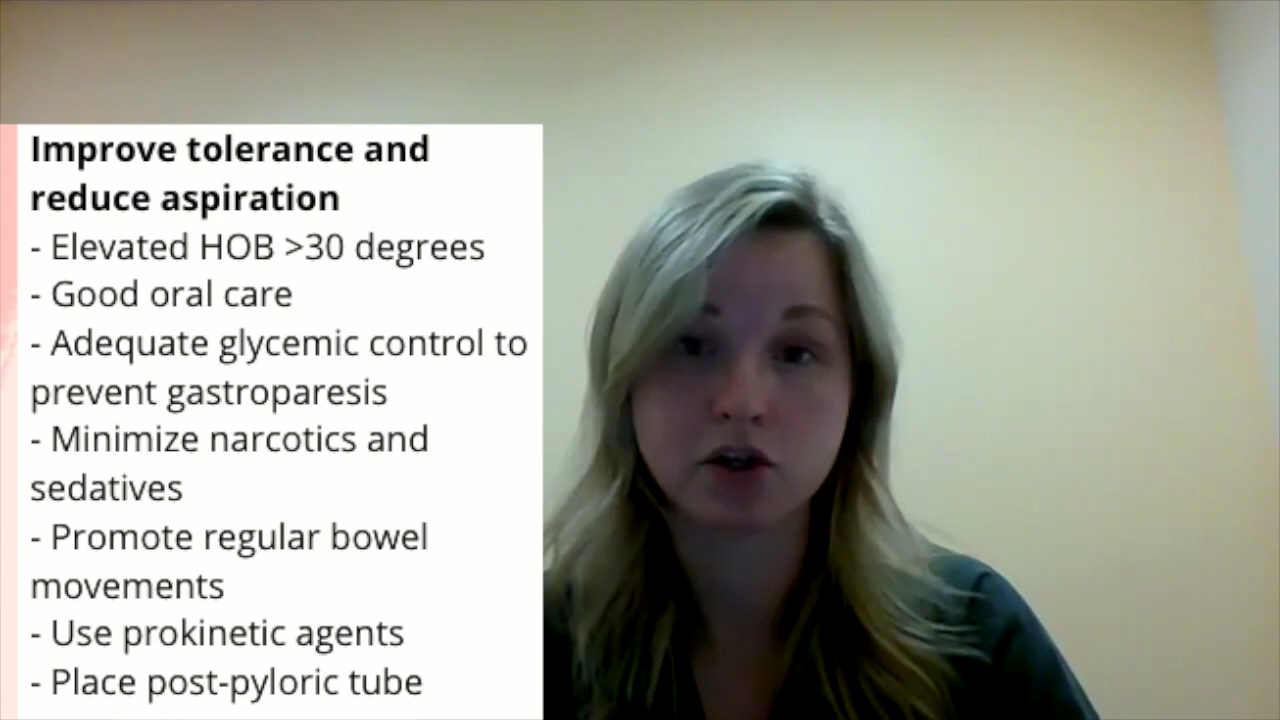 Improve tolerance and
reduce aspiration
- Elevated HOB >30 degrees
- Good oral care
- Adequate glycemic control to
prevent gastroparesis
- Minimize narcotics and
sedatives
- Promote regular bowel
movements
- Use prokinetic agents
- Place post-pyloric tube